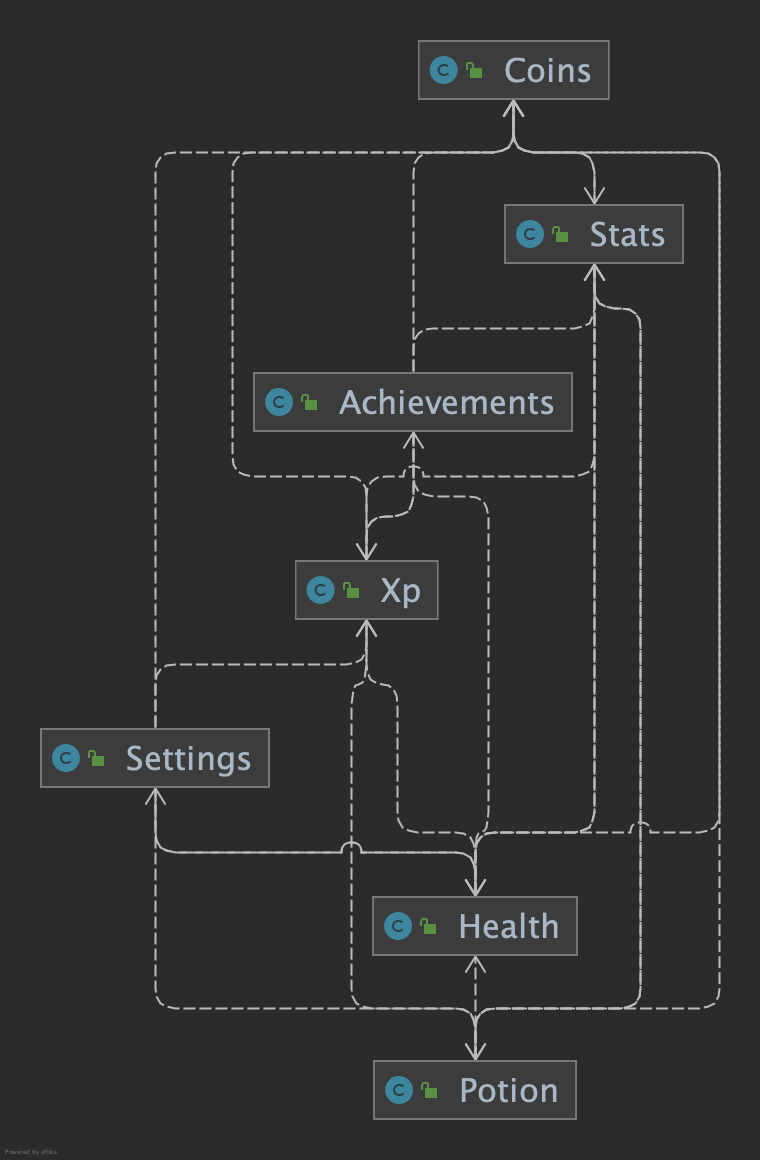 C Coins
C Stats
C Achievements
C Xp
C Settings
C Health
C Potion
Powered by yFiles